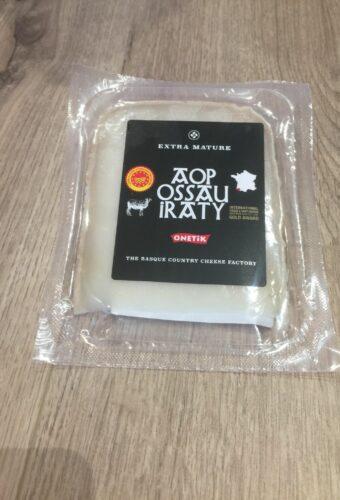 EXTRA MATURE
AOP
OSSAU
IRATY
INTERNATIONAL
GOLD AWARD
ONETIK
THE BASQUE COUNTRY CHEESE FACTORY